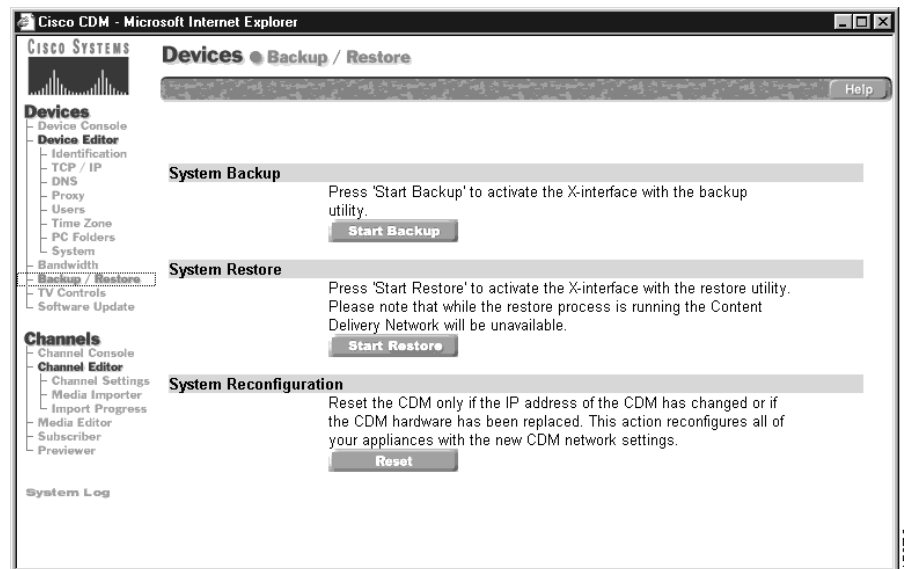 Cisco CDM - Microsoft Internet Explorer
CISCO SYSTEMS
Devices Backup / Restore
Help
Devices
Device Console
Device Editor
Identification
TCP / IP
DNS
Proxy
Users
Time Zone
PC Folders
System
Bandwidth
Backup / Restore
TV Controls
Software Update
Channels
Channel Console
Channel Editor
Channel Settings
Media Importer
Import Progress
Media Editor
Subscriber
Previewer
System Log
System Backup
Press 'Start Backup' to activate the X-interface with the backup
utility.
Start Backup
System Restore
Press 'Start Restore' to activate the X-interface with the restore utility.
Please note that while the restore process is running the Content
Delivery Network will be unavailable.
Start Restore
System Reconfiguration
Reset the CDM only if the IP address of the CDM has changed or if
the CDM hardware has been replaced. This action reconfigures all of
your appliances with the new CDM network settings.
Reset